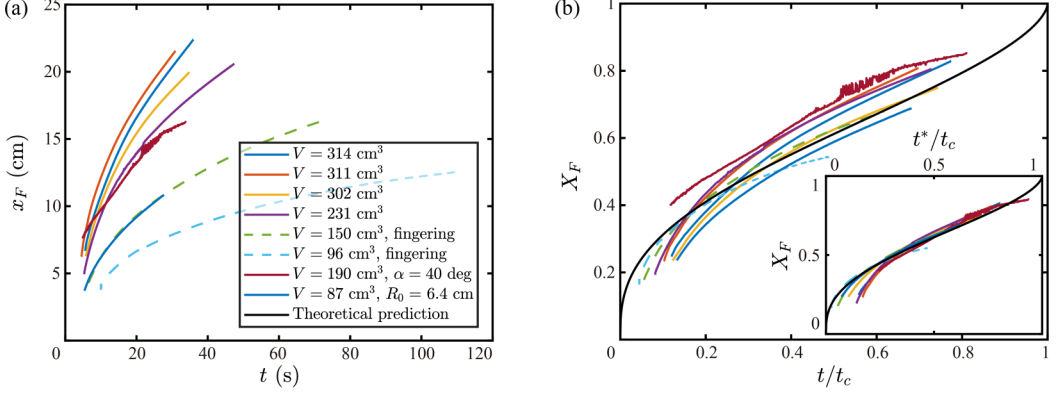 (a)
25
20
15
10
5
0
x_F (cm)
0 20 40 60 80 100 120
t (s)
V = 314 cm³
V = 311 cm³
V = 302 cm³
V = 231 cm³
V = 150 cm³, fingering
V = 96 cm³, fingering
V = 190 cm³, α = 40 deg
V = 87 cm³, R₀ = 6.4 cm
Theoretical prediction
(b)
1
0.8
0.6
0.4
0.2
X_F
0 0.2 0.4 0.6 0.8 1
t/t_c
t*/t_c
0 0.5 1
1
0.5
0
X_F